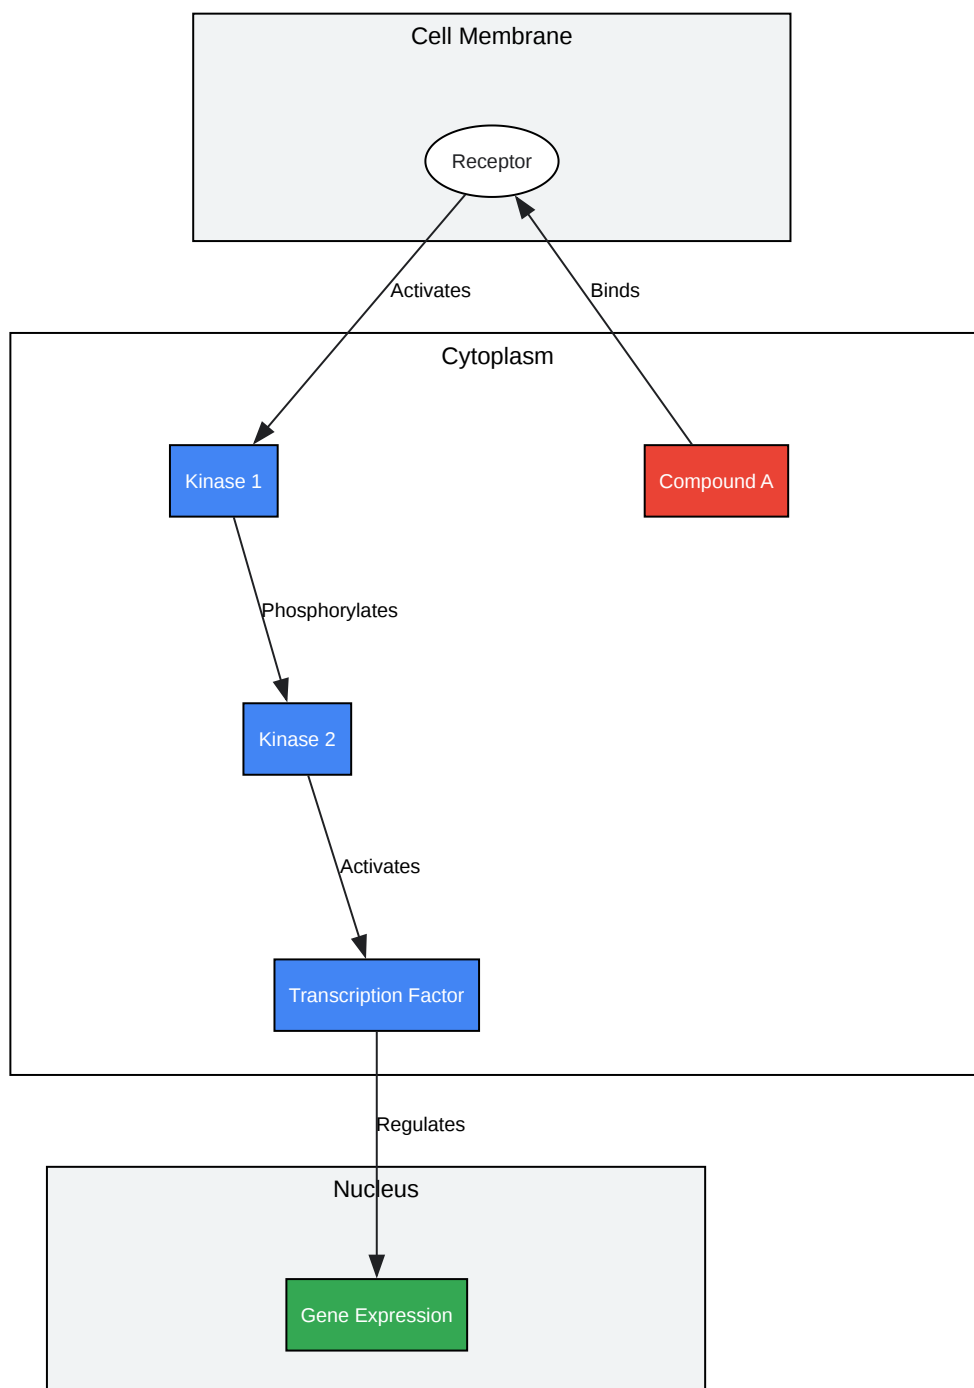 Cell Membrane
Receptor
Activates
Binds
Cytoplasm
Kinase 1
Compound A
Phosphorylates
Kinase 2
Activates
Transcription Factor
Regulates
Nucleus
Gene Expression